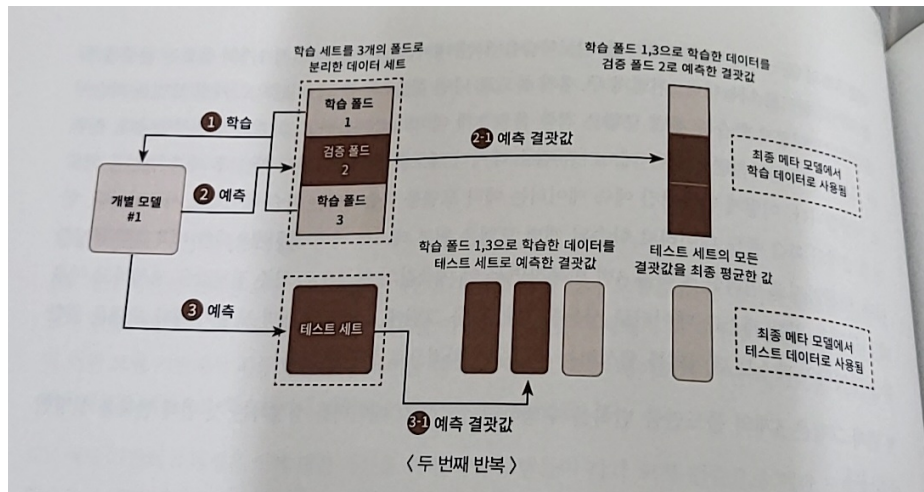 학습 세트를 3개의 폴드로
분리한 데이터 세트
학습 폴드 1,3으로 학습한 데이터를
검증 폴드 2로 예측한 결괏값
1 학습
학습 폴드
1
검증 폴드
2
학습 폴드
3
2-1 예측 결괏값
최종 메타 모델에서
학습 데이터로 사용됨
개별 모델
#1
2 예측
학습 폴드 1,3으로 학습한 데이터를
테스트 세트로 예측한 결괏값
테스트 세트의 모든
결괏값을 최종 평균한 값
3 예측
테스트 세트
최종 메타 모델에서
테스트 데이터로 사용됨
3-1 예측 결괏값
〈 두 번째 반복 〉